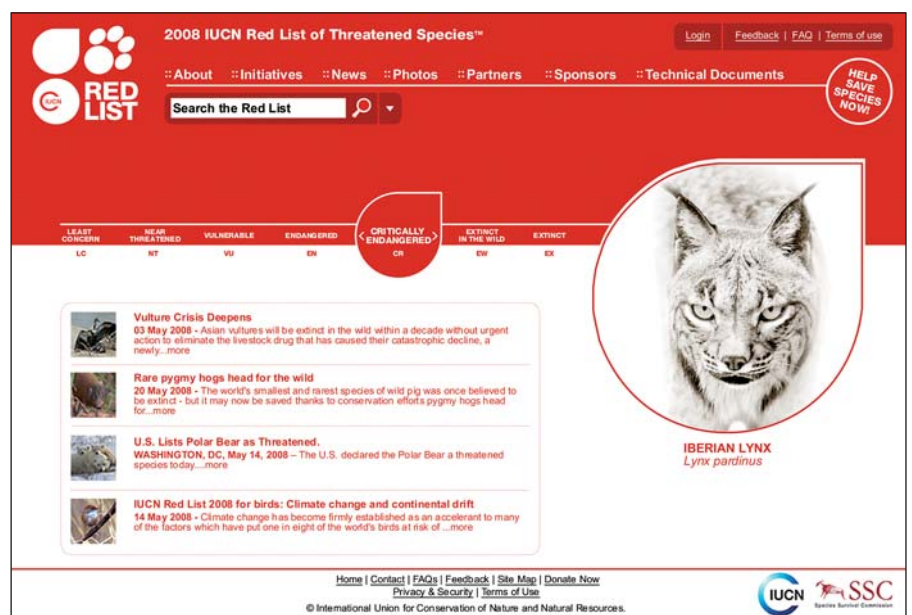 2008 IUCN Red List of Threatened Species™
Login Feedback | FAQ | Terms of use
::About ::Initiatives ::News ::Photos ::Partners ::Sponsors ::Technical Documents
IUCN
RED
LIST
Search the Red List
HELP
SAVE
SPECIES
NOW!
LEAST
CONCERN
LC
NEAR
THREATENED
NT
VULNERABLE
VU
ENDANGERED
EN
< CRITICALLY >
ENDANGERED
CR
EXTINCT
IN THE WILD
EW
EXTINCT
EX
Vulture Crisis Deepens
03 May 2008 - Asian vultures will be extinct in the wild within a decade without urgent
action to eliminate the livestock drug that has caused their catastrophic decline, a
newly...more
Rare pygmy hogs head for the wild
20 May 2008 - The world's smallest and rarest species of wild pig was once believed to
be extinct - but it may now be saved thanks to conservation efforts pygmy hogs head
for...more
U.S. Lists Polar Bear as Threatened.
WASHINGTON, DC, May 14, 2008 – The U.S. declared the Polar Bear a threatened
species today....more
IUCN Red List 2008 for birds: Climate change and continental drift
14 May 2008 - Climate change has become firmly established as an accelerant to many
of the factors which have put one in eight of the world's birds at risk of ...more
IBERIAN LYNX
Lynx pardinus
Home | Contact | FAQs | Feedback | Site Map | Donate Now
Privacy & Security | Terms of Use
© International Union for Conservation of Nature and Natural Resources.
IUCN
SSC
Species Survival Commission